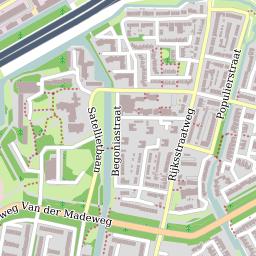 Populierstraat
Rijksstraatweg
Begoniastraat
Satellietbaan
weg Van der Madeweg